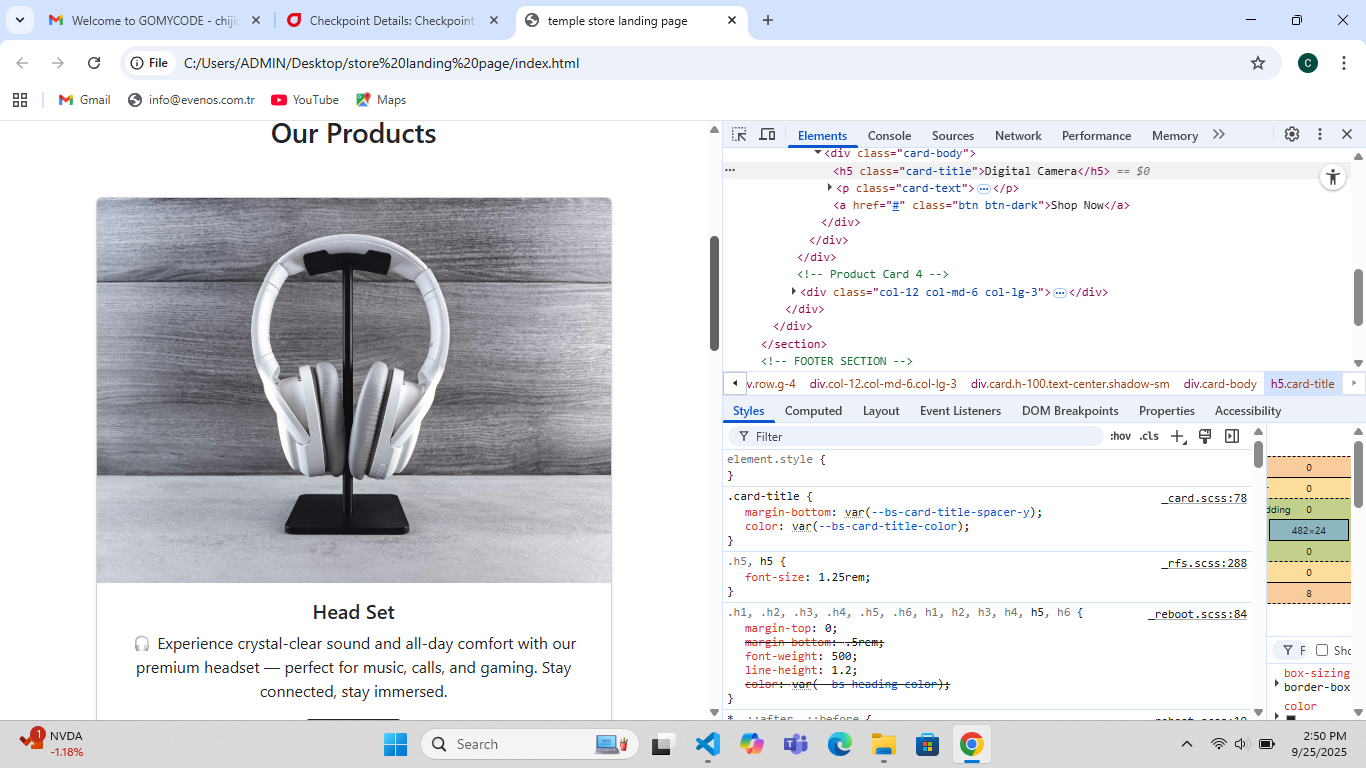 Welcome to GOMYCODE - chijio
Checkpoint Details: Checkpoint
temple store landing page
File
C:/Users/ADMIN/Desktop/store%20landing%20page/index.html
C
Gmail
info@evenos.com.tr
YouTube
Maps
Our Products
Head Set
🎧 Experience crystal-clear sound and all-day comfort with our
premium headset — perfect for music, calls, and gaming. Stay
connected, stay immersed.
Elements
Console
Sources
Network
Performance
Memory
<div class="card-body">
<h5 class="card-title">Digital Camera</h5> == $0
<p class="card-text">…</p>
<a href="#" class="btn btn-dark">Shop Now</a>
</div>
</div>
</div>
<!-- Product Card 4 -->
<div class="col-12 col-md-6 col-lg-3">…</div>
</div>
</div>
</section>
<!-- FOOTER SECTION -->
v.row.g-4 div.col-12.col-md-6.col-lg-3 div.card.h-100.text-center.shadow-sm div.card-body h5.card-title
Styles
Computed
Layout
Event Listeners
DOM Breakpoints
Properties
Accessibility
Filter
:hov
.cls
element.style {
}
.card-title {
_card.scss:78
margin-bottom: var(--bs-card-title-spacer-y);
color: var(--bs-card-title-color);
}
.h5, h5 {
_rfs.scss:288
font-size: 1.25rem;
}
.h1, .h2, .h3, .h4, .h5, .h6, h1, h2, h3, h4, h5, h6 {
_reboot.scss:84
margin-top: 0;
margin-bottom: .5rem;
font-weight: 500;
line-height: 1.2;
color: var(--bs-heading-color);
}
*, ::after, ::before {
0
0
dding 0
482×24
0
0
8
F
Sho
box-sizing
border-box
color
1
NVDA
-1.18%
Search
2:50 PM
9/25/2025